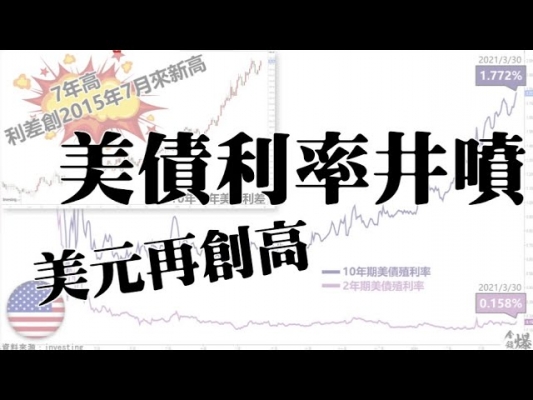 7年高
利差創2015年7月來新高
2021/3/30
1.772%
美債利率井噴
年美 利差
美元再創高
10年期美債殖利率
2年期美債殖利率
2021/3/30
0.158%
資料來源：investing